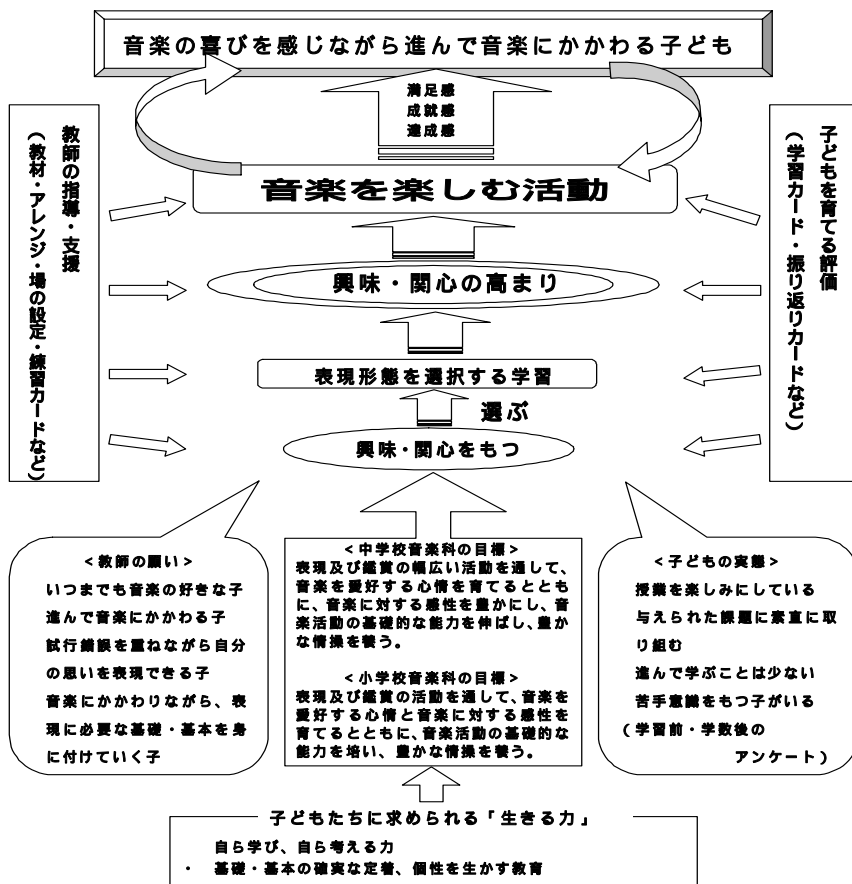 音楽の喜びを感じながら進んで音楽にかかわる子ども
満足感
成就感
達成感
音楽を楽しむ活動
興味・関心の高まり
表現形態を選択する学習
選ぶ
興味・関心をもつ
教師の指導・支援
（教材・アレンジ・場の設定・練習カードなど）
子どもを育てる評価
（学習カード・振り返りカードなど）
＜教師の願い＞
いつまでも音楽の好きな子
進んで音楽にかかわる子
試行錯誤を重ねながら自分
の思いを表現できる子
音楽にかかわりながら、表
現に必要な基礎・基本を身
に付けていく子
＜中学校音楽科の目標＞
表現及び鑑賞の幅広い活動を通して、
音楽を愛好する心情を育てるととも
に、音楽に対する感性を豊かにし、音
楽活動の基礎的な能力を伸ばし、豊か
な情操を養う。
＜小学校音楽科の目標＞
表現及び鑑賞の活動を通して、音楽を
愛好する心情と音楽に対する感性を
育てるとともに、音楽活動の基礎的な
能力を培い、豊かな情操を養う。
＜子どもの実態＞
授業を楽しみにしている
与えられた課題に素直に取
り組む
進んで学ぶことは少ない
苦手意識をもつ子がいる
（学習前・学数後の
アンケート）
子どもたちに求められる「生きる力」
自ら学び、自ら考える力
・ 基礎・基本の確実な定着、個性を生かす教育